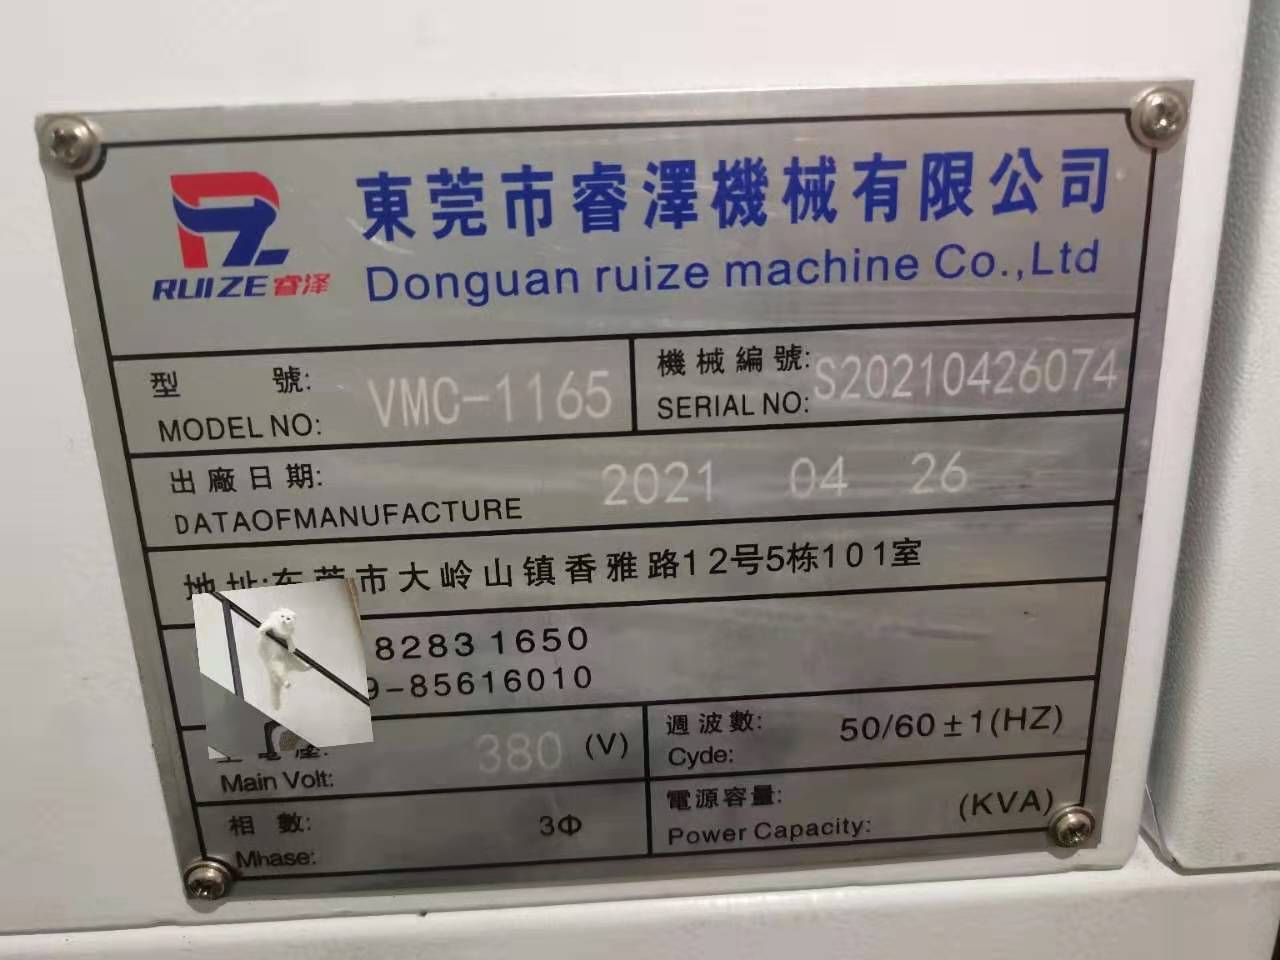 RUIZE睿泽
東莞市睿澤機械有限公司
Donguan ruize machine Co.,Ltd
型 號:
MODEL NO:
VMC-1165
機械編號:
SERIAL NO:
S20210426074
出廠日期:
DATAOFMANUFACTURE
2021 04 26
地址:东莞市大岭山镇香雅路12号5栋101室
8283 1650
9-85616010
電壓:
Main Volt:
380 (V)
週波數:
Cyde:
50/60±1(HZ)
相數:
Mhase:
3Φ
電源容量:
Power Capacity:
(KVA)